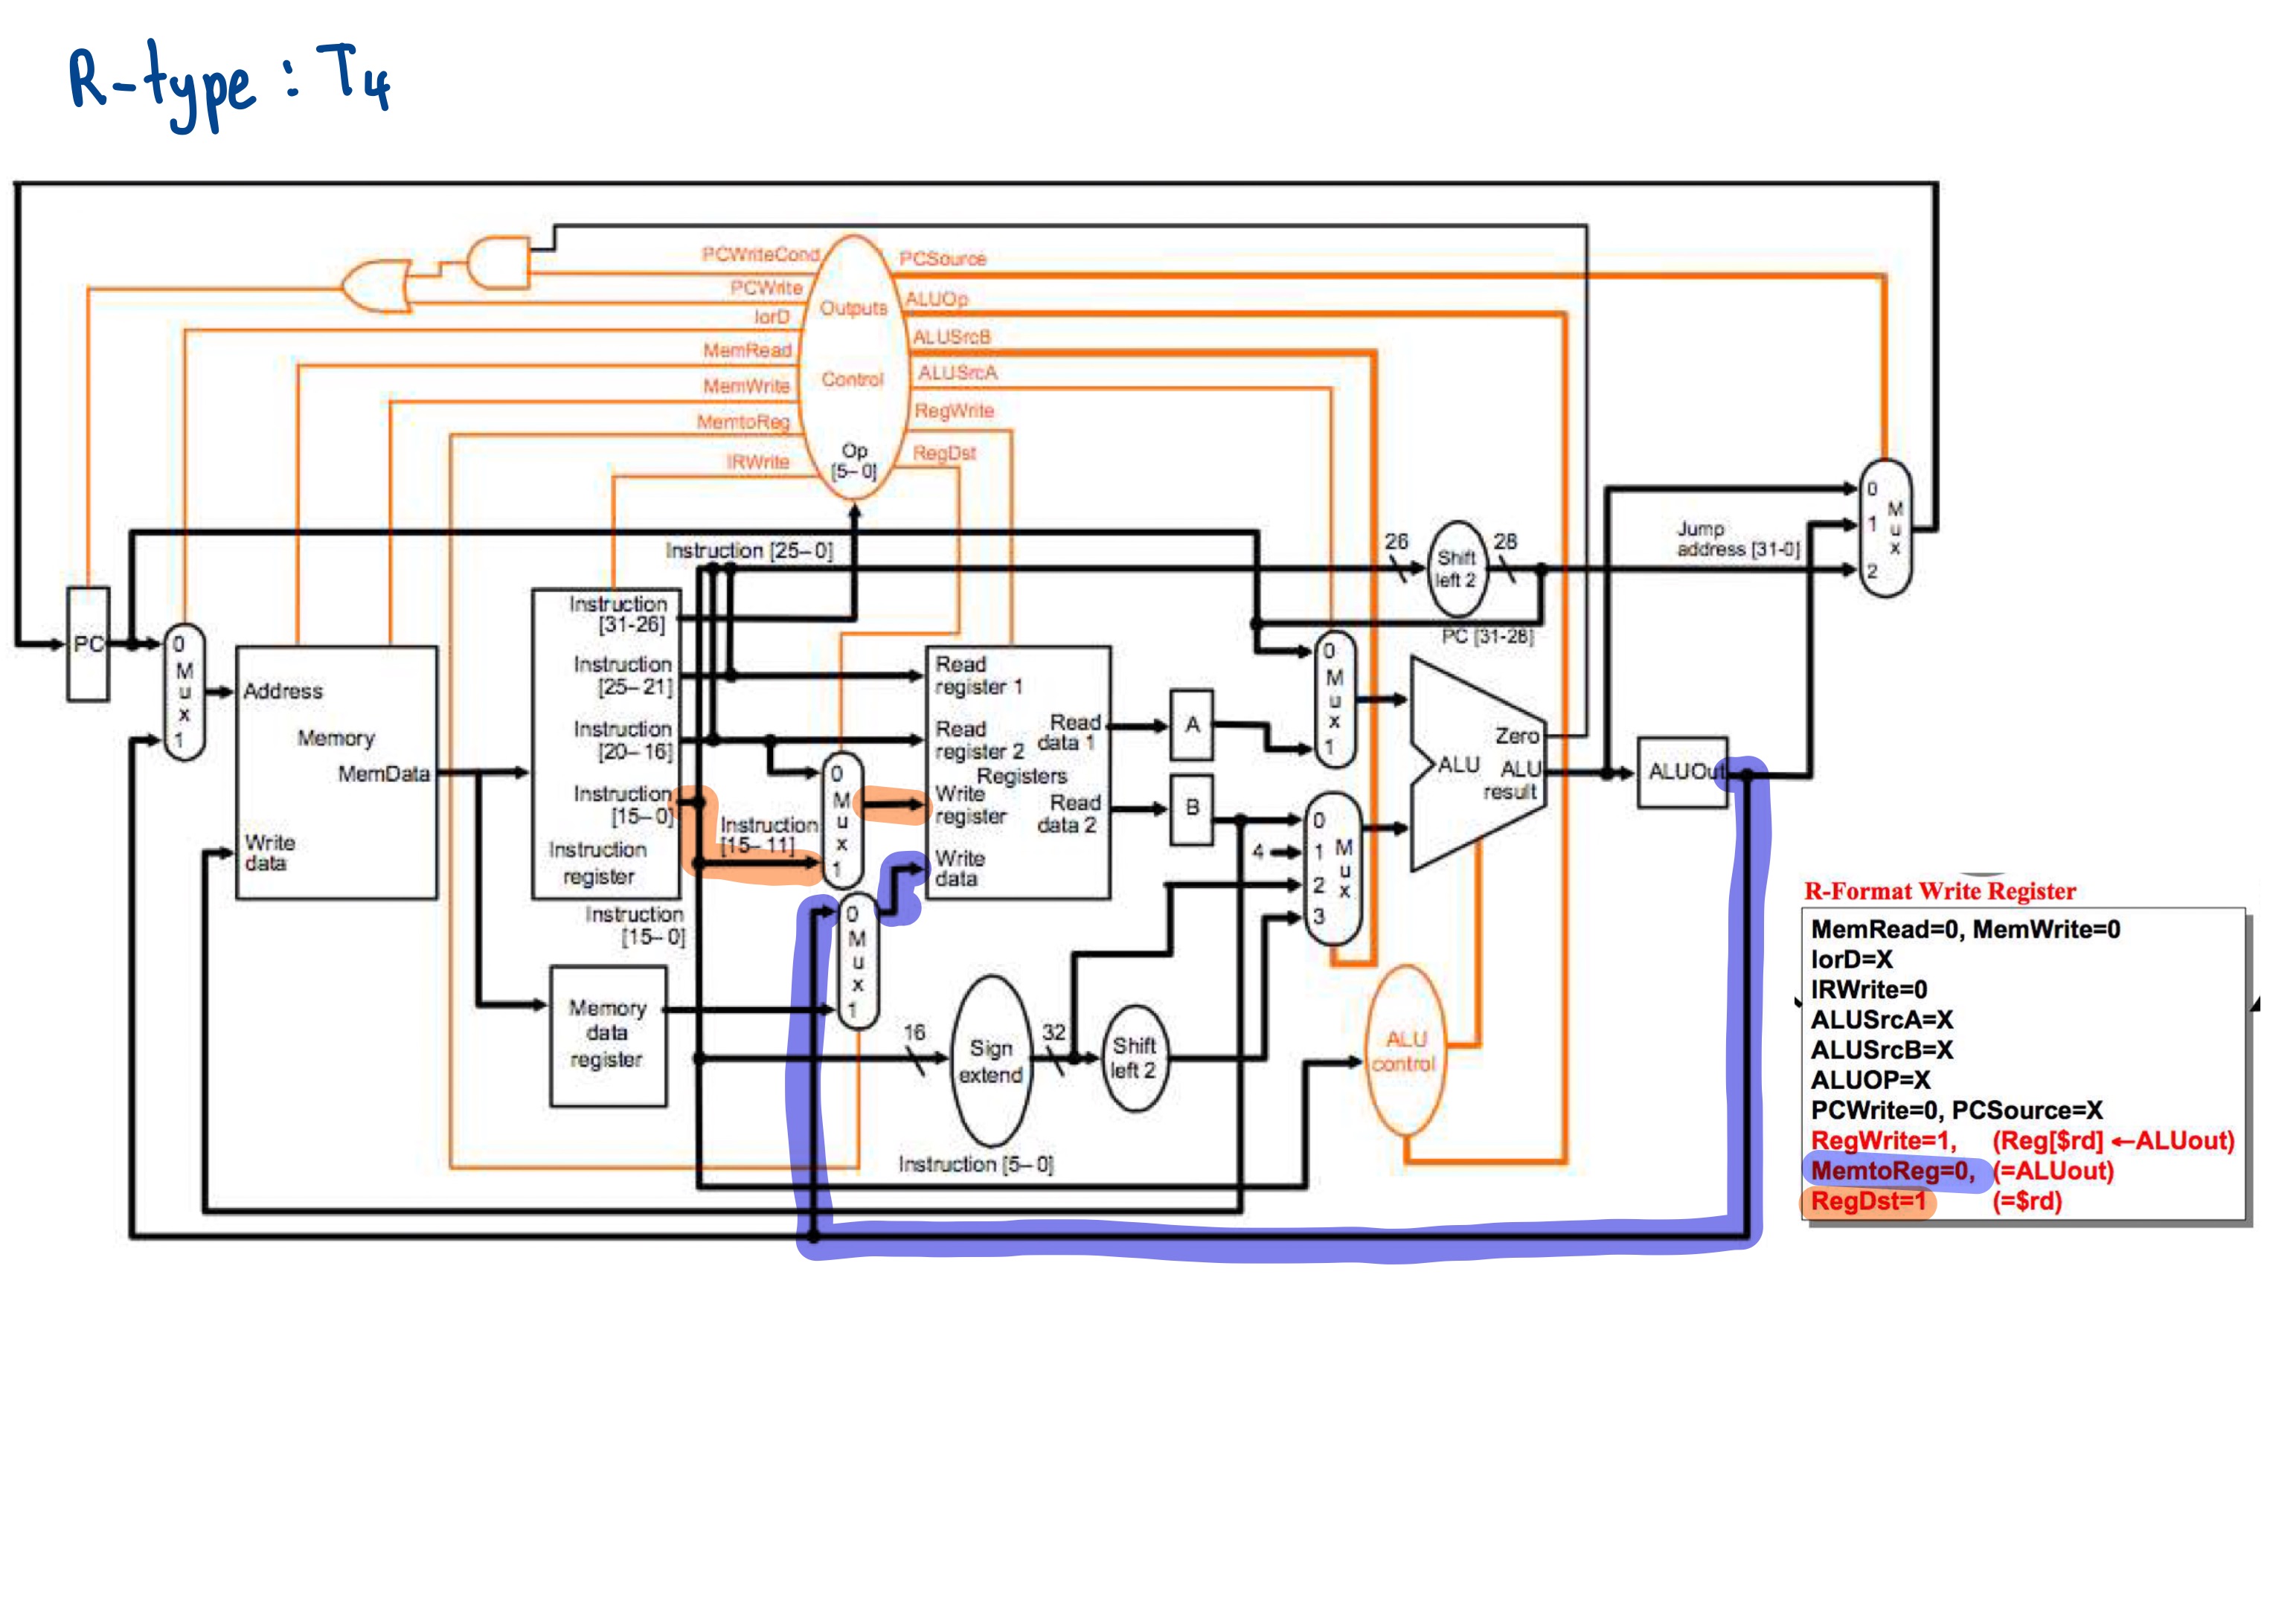 R-type : T4
PCWriteCond
PCSource
PCWrite
ALUOp
IorD
Outputs
ALUSrcB
MemRead
Control
ALUSrcA
MemWrite
RegWrite
MemtoReg
Op
[5-0]
RegDst
IRWrite
0
M
u
x
1
2
Jump
address [31-0]
26
Shift
left 2
28
Instruction [25-0]
PC [31-28]
PC
0
M
u
x
1
Address
Memory
MemData
Write
data
Instruction
[31-26]
Instruction
[25-21]
Instruction
[20-16]
Instruction
[15-0]
Instruction
register
Instruction
[15-11]
0
M
u
x
1
Read
register 1
Read
register 2
Read
data 1
Registers
Write
register
Read
data 2
Write
data
A
B
0
M
u
x
1
4
0
1
2
3
M
u
x
Zero
ALU
ALU
result
ALUOut
Instruction
[15-0]
Memory
data
register
0
M
u
x
1
16
Sign
extend
32
Shift
left 2
ALU
control
Instruction [5-0]
R-Format Write Register
MemRead=0, MemWrite=0
IorD=X
IRWrite=0
ALUSrcA=X
ALUSrcB=X
ALUOP=X
PCWrite=0, PCSource=X
RegWrite=1, (Reg[$rd] ←ALUout)
MemtoReg=0, (=ALUout)
RegDst=1 (=$rd)